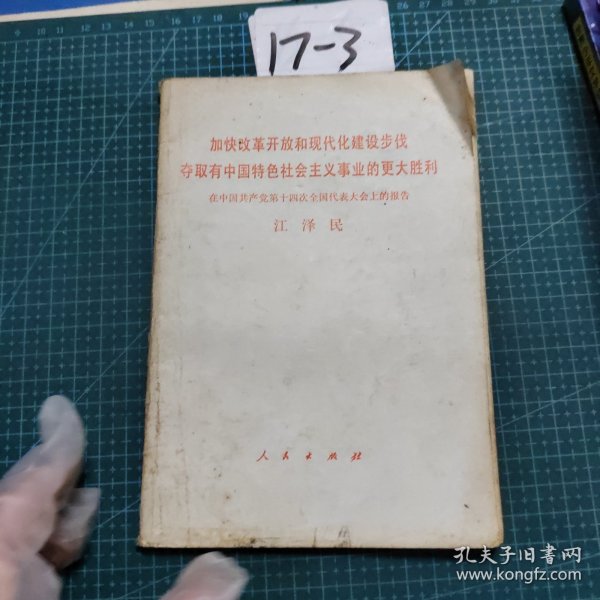 17-3
加快改革开放和现代化建设步伐
夺取有中国特色社会主义事业的更大胜利
在中国共产党第十四次全国代表大会上的报告
江泽民
人民出版社
孔夫子旧书网
www.kongfz.com